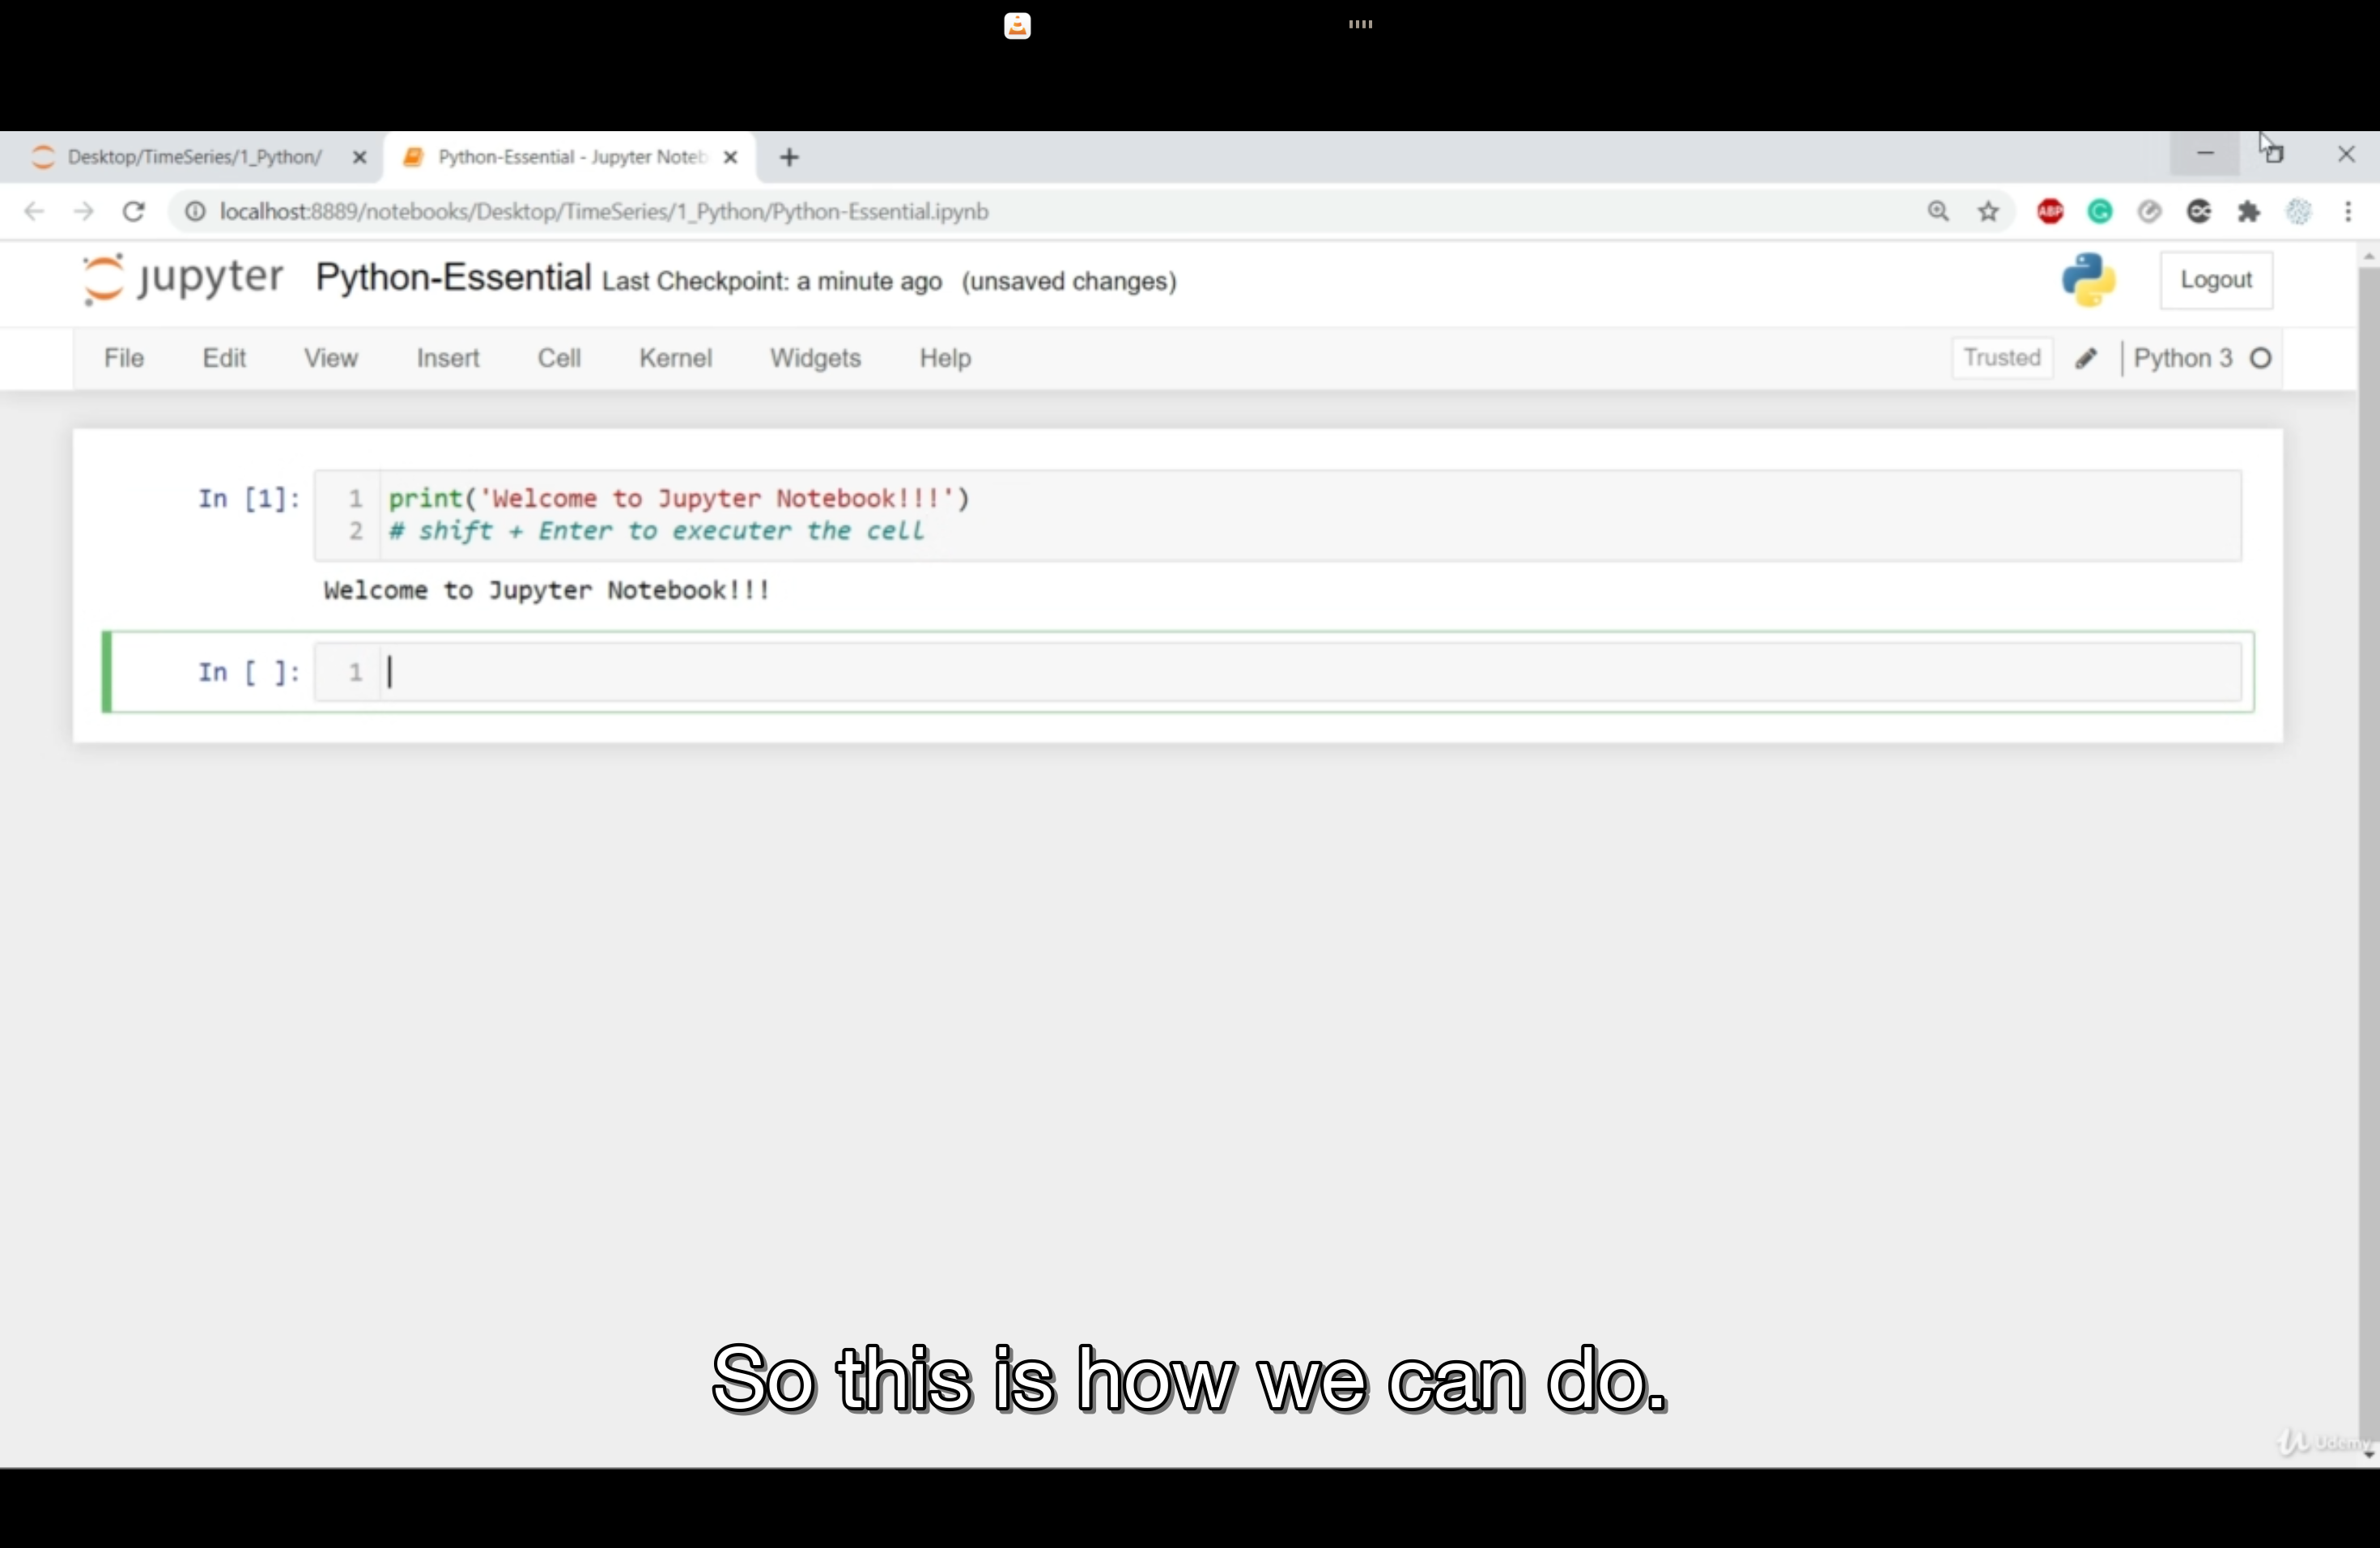 Desktop/TimeSeries/1_Python/
Python-Essential - Jupyter Noteb
localhost:8889/notebooks/Desktop/TimeSeries/1_Python/Python-Essential.ipynb
ABP
jupyter Python-Essential Last Checkpoint: a minute ago (unsaved changes)
Logout
File Edit View Insert Cell Kernel Widgets Help
Trusted Python 3
In [1]: 1 print('Welcome to Jupyter Notebook!!!')
2 # shift + Enter to executer the cell
Welcome to Jupyter Notebook!!!
In [ ]: 1
So this is how we can do.
Udemy